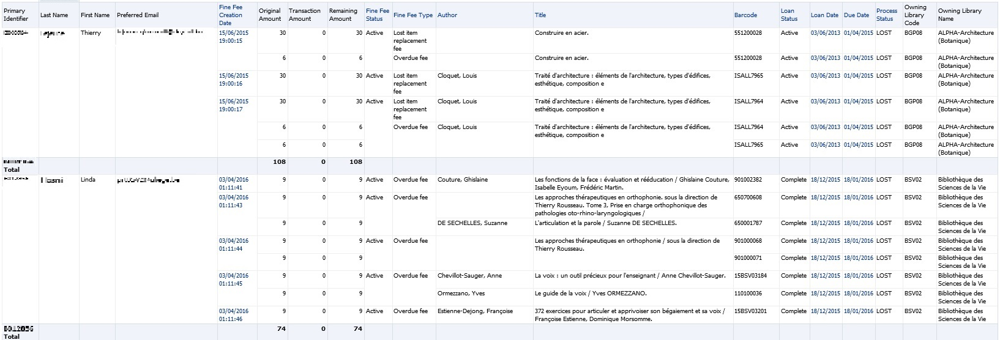 Primary Identifier Last Name First Name Preferred Email Fine Fee Creation Date Original Amount Transaction Amount Remaining Amount Fine Fee Status Fine Fee Type Author Title Barcode Loan Status Loan Date Due Date Process Status Owning Library Code Owning Library Name
Thierry 15/06/2015 19:00:15 30 0 30 Active Lost item replacement fee Construire en acier. 551200028 Active 03/06/2013 01/04/2015 LOST BGP08 ALPHA-Architecture (Botanique)
6 0 6 Overdue fee Construire en acier. 551200028 Active 03/06/2013 01/04/2015 LOST BGP08 ALPHA-Architecture (Botanique)
15/06/2015 19:00:16 30 0 30 Active Lost item replacement fee Cloquet, Louis Traité d'architecture : éléments de l'architecture, types d'édifices, esthétique, composition e ISALL7965 Active 03/06/2013 01/04/2015 LOST BGP08 ALPHA-Architecture (Botanique)
15/06/2015 19:00:17 30 0 30 Active Lost item replacement fee Cloquet, Louis Traité d'architecture : éléments de l'architecture, types d'édifices, esthétique, composition e ISALL7964 Active 03/06/2013 01/04/2015 LOST BGP08 ALPHA-Architecture (Botanique)
6 0 6 Overdue fee Cloquet, Louis Traité d'architecture : éléments de l'architecture, types d'édifices, esthétique, composition e ISALL7964 Active 03/06/2013 01/04/2015 LOST BGP08 ALPHA-Architecture (Botanique)
6 0 6 ISALL7965 Active 03/06/2013 01/04/2015 LOST BGP08 ALPHA-Architecture (Botanique)
Total 108 0 108
Linda 03/04/2016 01:11:41 9 0 9 Active Overdue fee Couture, Ghislaine Les fonctions de la face : évaluation et rééducation / Ghislaine Couture, Isabelle Eyoum, Frédéric Martin. 901002382 Complete 18/12/2015 18/01/2016 LOST BSV02 Bibliothèque des Sciences de la Vie
03/04/2016 01:11:43 9 0 9 Active Overdue fee Les approches thérapeutiques en orthophonie. sous la direction de Thierry Rousseau. Tome 3, Prise en charge orthophonique des pathologies oto-rhino-laryngologiques / 650700608 Complete 18/12/2015 18/01/2016 LOST BSV02 Bibliothèque des Sciences de la Vie
9 0 9 DE SECHELLES, Suzanne L'articulation et la parole / Suzanne DE SECHELLES. 650001787 Complete 18/12/2015 18/01/2016 LOST BSV02 Bibliothèque des Sciences de la Vie
03/04/2016 01:11:44 9 0 9 Active Overdue fee Les approches thérapeutiques en orthophonie / sous la direction de Thierry Rousseau. 901000068 Complete 18/12/2015 18/01/2016 LOST BSV02 Bibliothèque des Sciences de la Vie
9 0 9 901000071 Complete 18/12/2015 18/01/2016 LOST BSV02 Bibliothèque des Sciences de la Vie
03/04/2016 01:11:45 9 0 9 Active Overdue fee Chevillot-Sauger, Anne La voix : un outil précieux pour l'enseignant / Anne Chevillot-Sauger. 15BSV03184 Complete 18/12/2015 18/01/2016 LOST BSV02 Bibliothèque des Sciences de la Vie
9 0 9 Ormezzano, Yves Le guide de la voix / Yves ORMEZZANO. 110100036 Complete 18/12/2015 18/01/2016 LOST BSV02 Bibliothèque des Sciences de la Vie
03/04/2016 01:11:46 9 0 9 Active Overdue fee Estienne-Dejong, Françoise 372 exercices pour articuler et apprivoiser son bégaiement et sa voix / Françoise Estienne, Dominique Morsomme. 15BSV03201 Complete 18/12/2015 18/01/2016 LOST BSV02 Bibliothèque des Sciences de la Vie
Total 74 0 74